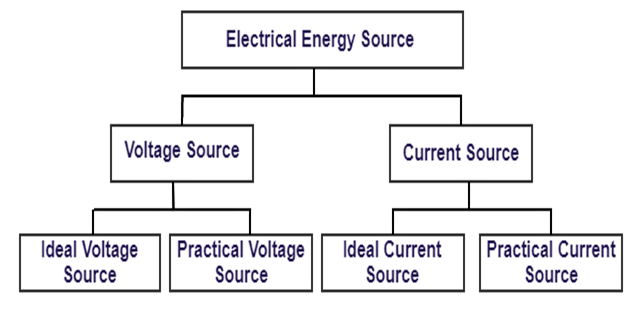 Electrical Energy Source
Voltage Source
Current Source
Ideal Voltage
Source
Practical Voltage
Source
Ideal Current
Source
Practical Current
Source